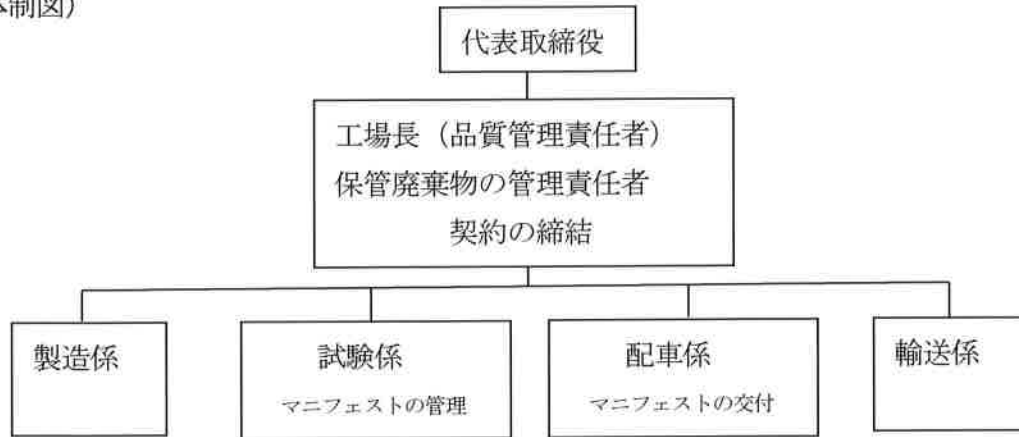 体制図）
代表取締役
工場長（品質管理責任者）
保管廃棄物の管理責任者
契約の締結
製造係
試験係
配車係
輸送係
マニフェストの管理
マニフェストの交付